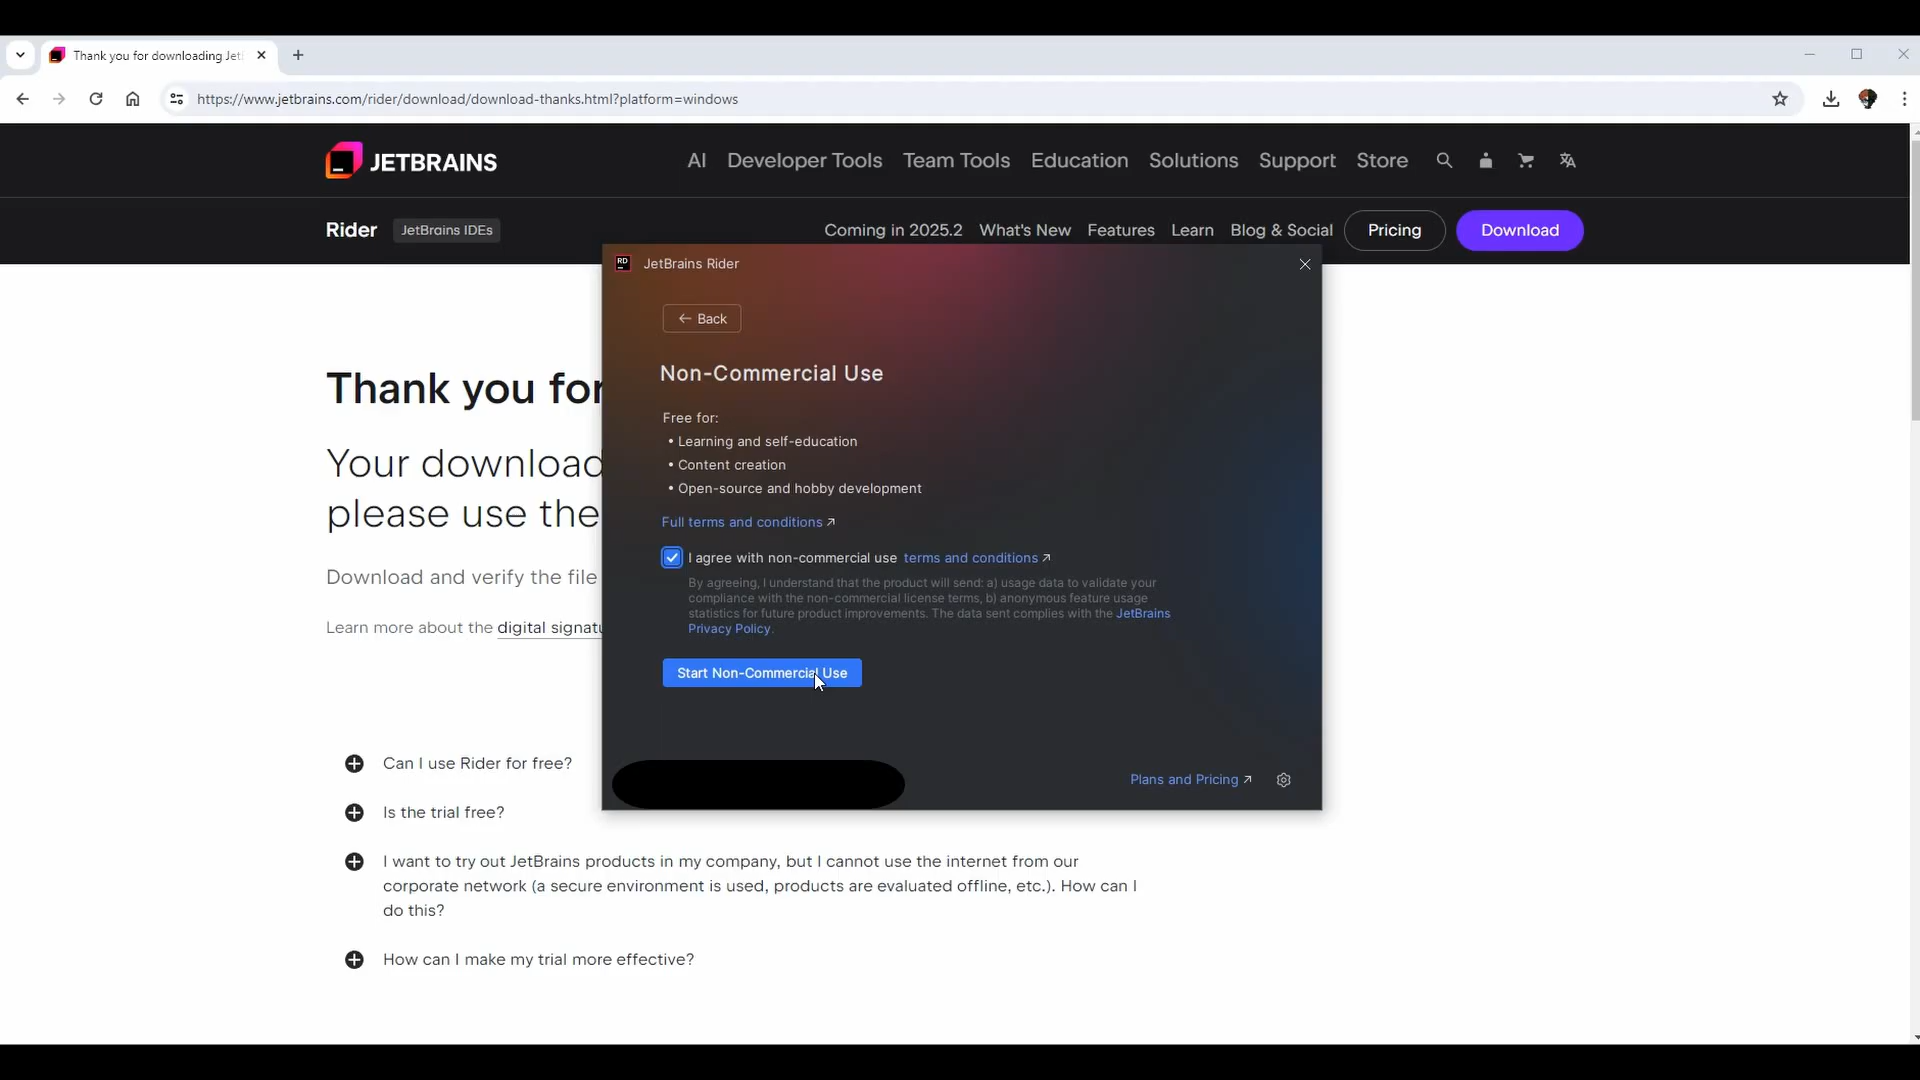 Thank you for downloading Jet
https://www.jetbrains.com/rider/download/download-thanks.html?platform=windows
JETBRAINS
AI Developer Tools Team Tools Education Solutions Support Store
Rider JetBrains IDEs
Coming in 2025.2 What's New Features Learn Blog & Social Pricing Download
RD JetBrains Rider
← Back
Non-Commercial Use
Free for:
• Learning and self-education
• Content creation
• Open-source and hobby development
Full terms and conditions ↗
I agree with non-commercial use terms and conditions ↗
By agreeing, I understand that the product will send: a) usage data to validate your
compliance with the non-commercial license terms, b) anonymous feature usage
statistics for future product improvements. The data sent complies with the JetBrains
Privacy Policy.
Start Non-Commercial Use
Plans and Pricing ↗
Thank you for
Your download
please use the
Download and verify the file
Learn more about the digital signatu
Can I use Rider for free?
Is the trial free?
I want to try out JetBrains products in my company, but I cannot use the internet from our
corporate network (a secure environment is used, products are evaluated offline, etc.). How can I
do this?
How can I make my trial more effective?